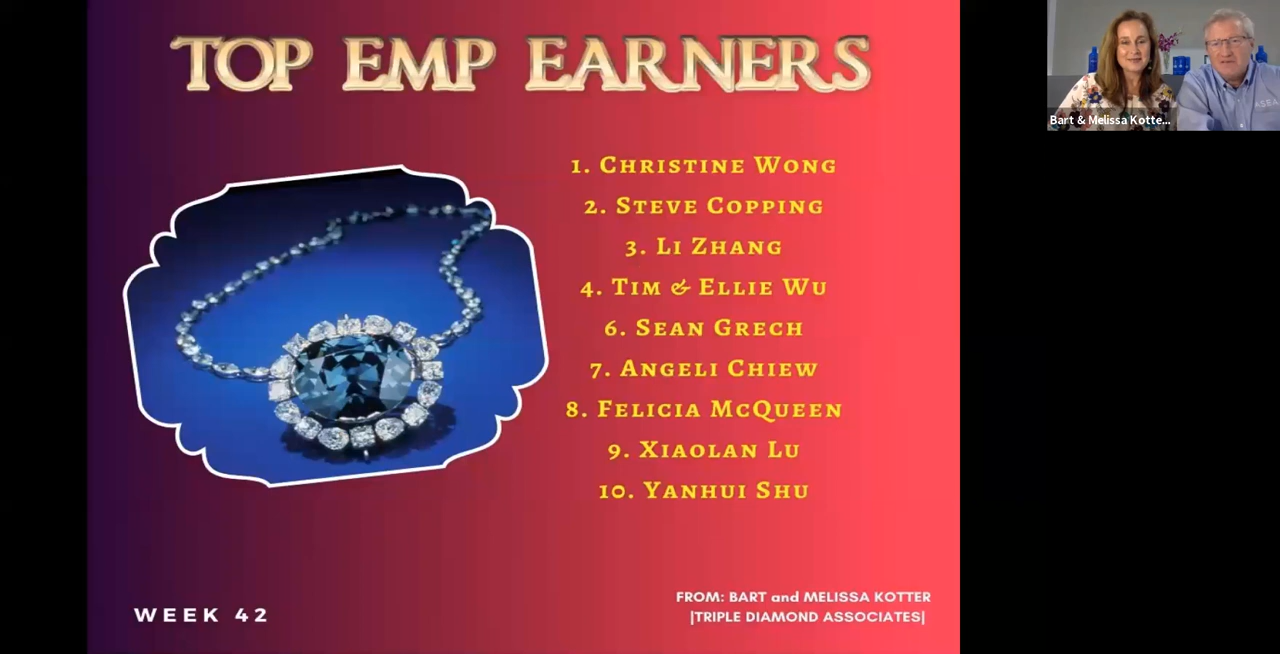 TOP EMP EARNERS
1. Christine Wong
2. Steve Copping
3. Li Zhang
4. Tim & Ellie Wu
6. Sean Grech
7. Angeli Chiew
8. Felicia McQueen
9. Xiaolan Lu
10. Yanhui Shu
WEEK 42
FROM: BART and MELISSA KOTTER
|TRIPLE DIAMOND ASSOCIATES|
Bart & Melissa Kotte...
ASEA